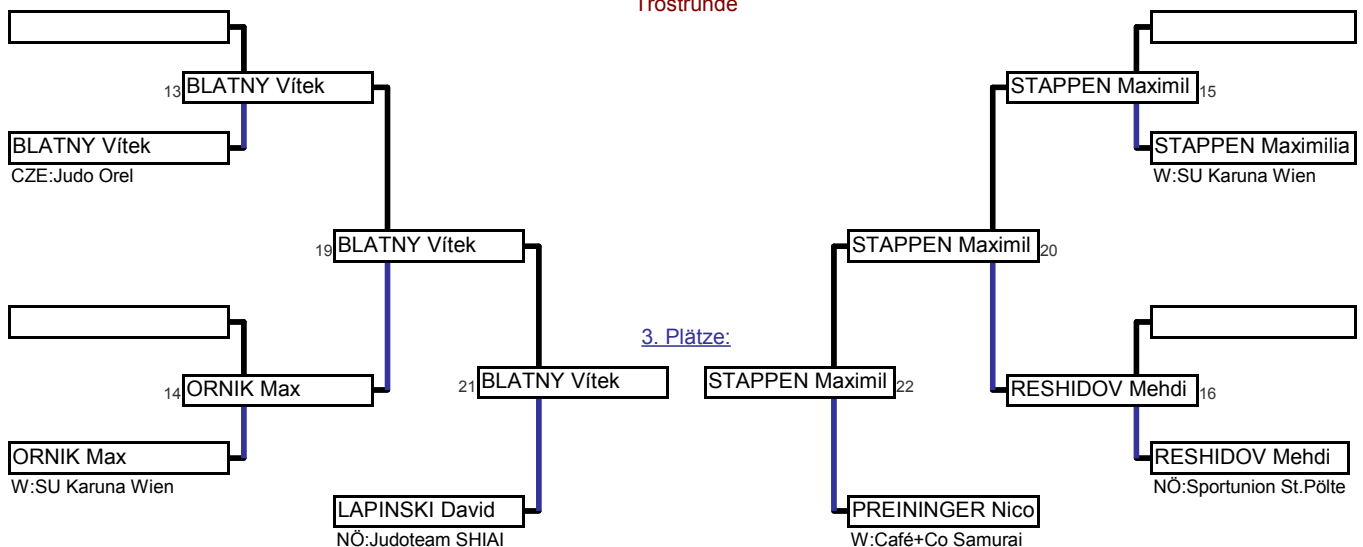 Trostrunde
13 BLATNY Vítek
STAPPEN Maximil 15
BLATNY Vítek
CZE:Judo Orel
STAPPEN Maximilia
W:SU Karuna Wien
19 BLATNY Vítek
STAPPEN Maximil 20
3. Plätze:
14 ORNIK Max
21 BLATNY Vítek
STAPPEN Maximil 22
RESHIDOV Mehdi 16
ORNIK Max
W:SU Karuna Wien
RESHIDOV Mehdi
NÖ:Sportunion St.Pölte
LAPINSKI David
NÖ:Judoteam SHIAI
PREININGER Nico
W:Café+Co Samurai